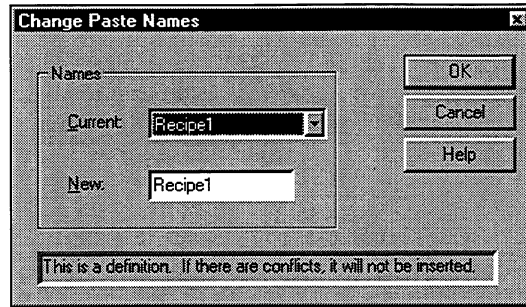 Change Paste Names
Names
Current: Recipe1
New: Recipe1
OK
Cancel
Help
This is a definition. If there are conflicts, it will not be inserted.